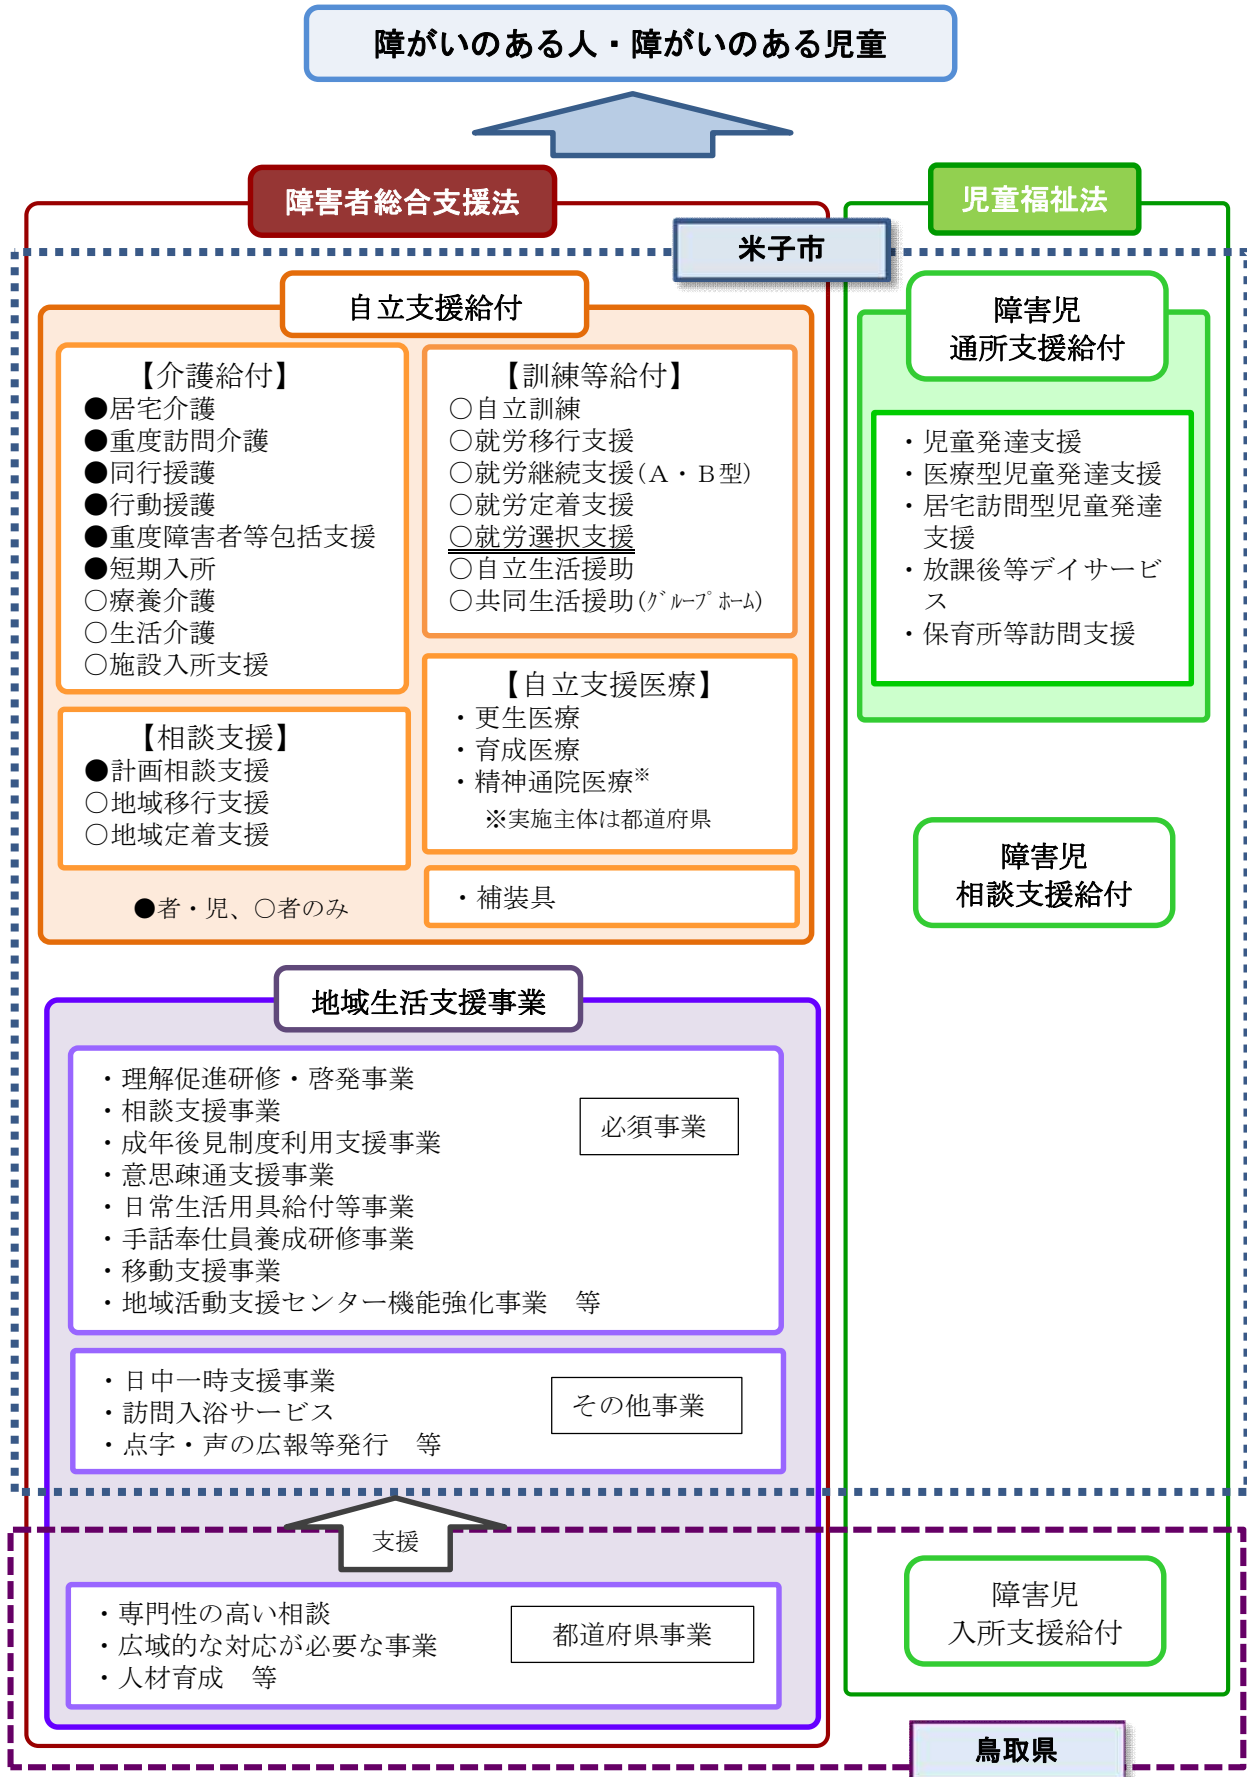 障がいのある人・障がいのある児童
障害者総合支援法
児童福祉法
米子市
自立支援給付
【介護給付】
●居宅介護
●重度訪問介護
●同行援護
●行動援護
●重度障害者等包括支援
●短期入所
○療養介護
○生活介護
○施設入所支援
【訓練等給付】
○自立訓練
○就労移行支援
○就労継続支援(A・B型)
○就労定着支援
○就労選択支援
○自立生活援助
○共同生活援助(グループホーム)
【相談支援】
●計画相談支援
○地域移行支援
○地域定着支援
●者・児、○者のみ
【自立支援医療】
・更生医療
・育成医療
・精神通院医療※
※実施主体は都道府県
・補装具
障害児
通所支援給付
・児童発達支援
・医療型児童発達支援
・居宅訪問型児童発達
支援
・放課後等デイサービ
ス
・保育所等訪問支援
障害児
相談支援給付
地域生活支援事業
・理解促進研修・啓発事業
・相談支援事業
・成年後見制度利用支援事業
・意思疎通支援事業
・日常生活用具給付等事業
・手話奉仕員養成研修事業
・移動支援事業
・地域活動支援センター機能強化事業　等
必須事業
・日中一時支援事業
・訪問入浴サービス
・点字・声の広報等発行　等
その他事業
支援
・専門性の高い相談
・広域的な対応が必要な事業
・人材育成　等
都道府県事業
障害児
入所支援給付
鳥取県